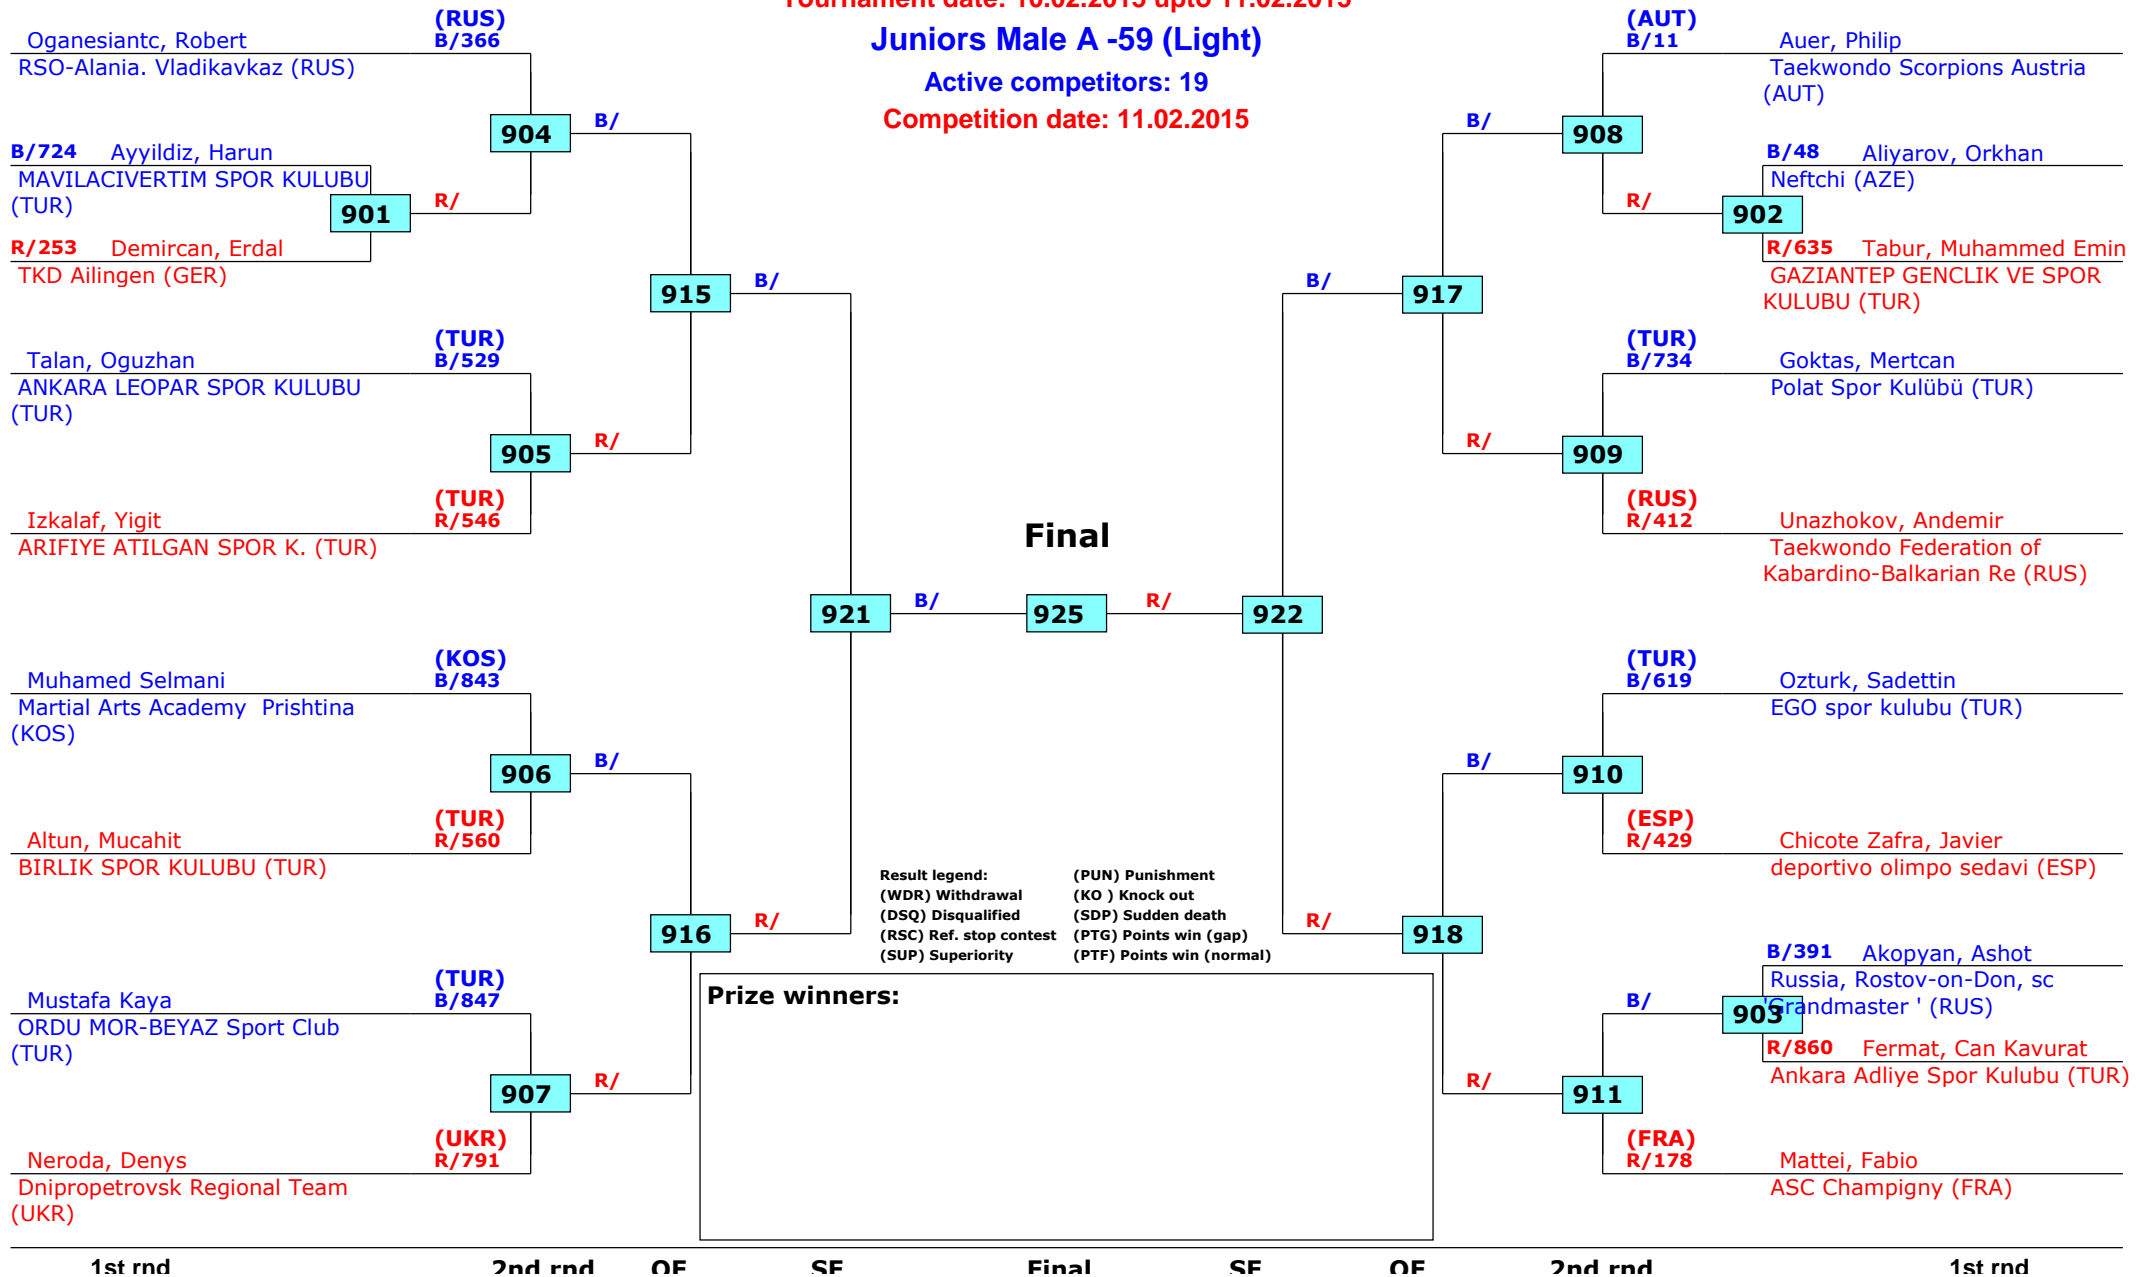 Tournament date: 10.02.2015 upto 11.02.2015
Juniors Male A -59 (Light)
Active competitors: 19
Competition date: 11.02.2015
(RUS)
Oganesiantc, Robert B/366
RSO-Alania. Vladikavkaz (RUS)
904
B/
B/724 Ayyildiz, Harun
MAVILACIVERTIM SPOR KULUBU
(TUR)
901
R/
R/253 Demircan, Erdal
TKD Ailingen (GER)
915
B/
(TUR)
Talan, Oguzhan B/529
ANKARA LEOPAR SPOR KULUBU
(TUR)
905
R/
(TUR)
Izkalaf, Yigit R/546
ARIFIYE ATILGAN SPOR K. (TUR)
921
B/
(KOS)
Muhamed Selmani B/843
Martial Arts Academy  Prishtina
(KOS)
906
B/
(TUR)
Altun, Mucahit R/560
BIRLIK SPOR KULUBU (TUR)
916
R/
(TUR)
Mustafa Kaya B/847
ORDU MOR-BEYAZ Sport Club
(TUR)
907
R/
(UKR)
Neroda, Denys R/791
Dnipropetrovsk Regional Team
(UKR)
Final
925
R/
922
(AUT)
B/11 Auer, Philip
Taekwondo Scorpions Austria
(AUT)
B/
908
B/48 Aliyarov, Orkhan
Neftchi (AZE)
R/
902
R/635 Tabur, Muhammed Emin
GAZIANTEP GENCLIK VE SPOR
KULUBU (TUR)
B/
917
(TUR)
B/734 Goktas, Mertcan
Polat Spor Kulübü (TUR)
R/
909
(RUS)
R/412 Unazhokov, Andemir
Taekwondo Federation of
Kabardino-Balkarian Re (RUS)
(TUR)
B/619 Ozturk, Sadettin
EGO spor kulubu (TUR)
B/
910
(ESP)
R/429 Chicote Zafra, Javier
deportivo olimpo sedavi (ESP)
R/
918
B/391 Akopyan, Ashot
Russia, Rostov-on-Don, sc
'Grandmaster ' (RUS)
B/
903
R/860 Fermat, Can Kavurat
Ankara Adliye Spor Kulubu (TUR)
R/
911
(FRA)
R/178 Mattei, Fabio
ASC Champigny (FRA)
Result legend: (PUN) Punishment
(WDR) Withdrawal (KO ) Knock out
(DSQ) Disqualified (SDP) Sudden death
(RSC) Ref. stop contest (PTG) Points win (gap)
(SUP) Superiority (PTF) Points win (normal)
Prize winners:
1st rnd 2nd rnd QF SF Final SF QF 2nd rnd 1st rnd